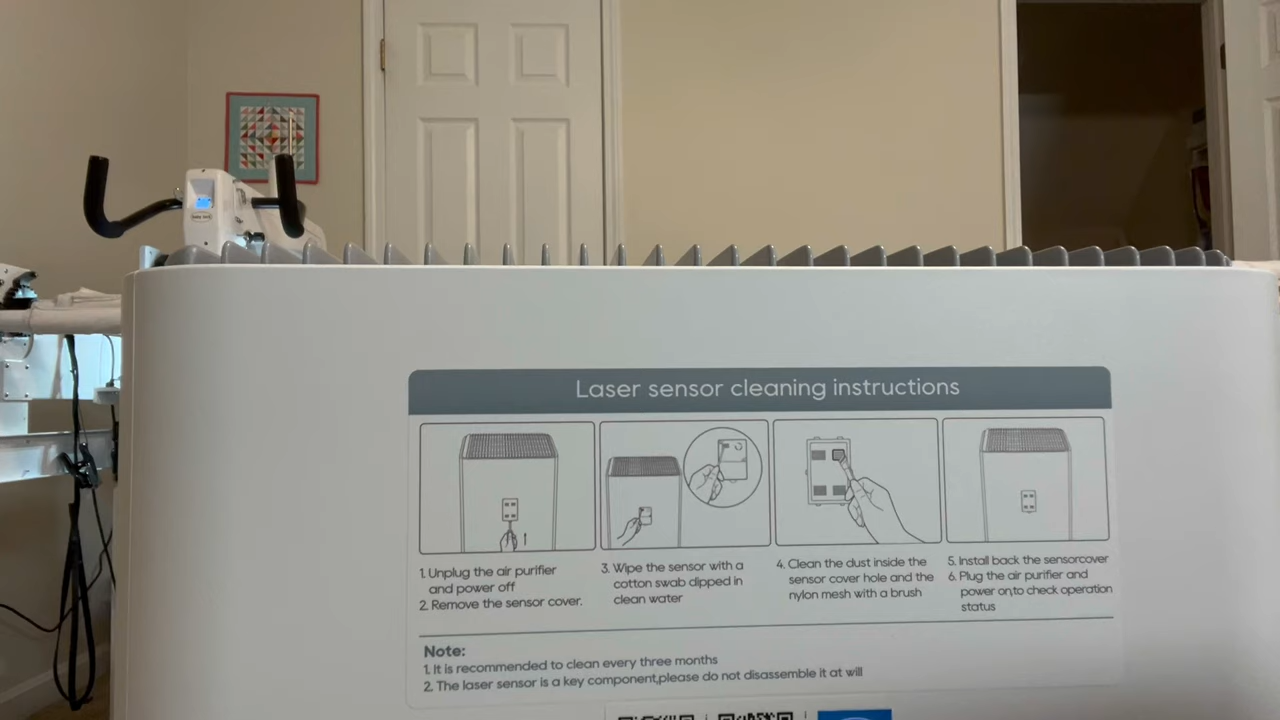 Laser sensor cleaning instructions
1. Unplug the air purifier
and power off
2. Remove the sensor cover.
3. Wipe the sensor with a
cotton swab dipped in
clean water
4. Clean the dust inside the
sensor cover hole and the
nylon mesh with a brush
5. Install back the sensorcover
6. Plug the air purifier and
power on,to check operation
status
Note:
1. It is recommended to clean every three months
2. The laser sensor is a key component,please do not disassemble it at will